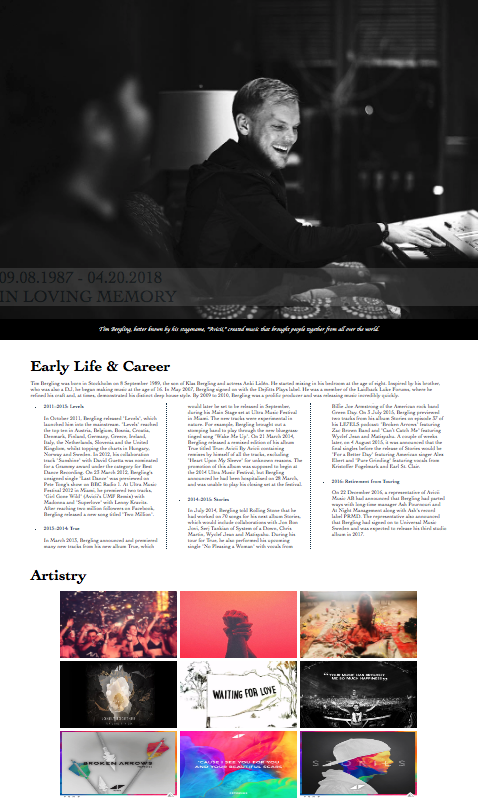 09.08.1987 - 04.20.2018
IN LOVING MEMORY
Tim Bergling, better known by his stagename, "Avicii," created music that brought people together from all over the world.
Early Life & Career
Tim Bergling was born in Stockholm on 8 September 1989, the son of Klas Bergling and actress Anki Lidén. He started mixing in his bedroom at the age of eight. Inspired by his brother,
who was also a DJ, he began making music at the age of 16. In May 2007, Bergling signed on with the Dejfitts Plays label. He was a member of the Laidback Luke Forums, where he
refined his craft and, at times, demonstrated his distinct deep house style. By 2009 to 2010, Bergling was a prolific producer and was releasing music incredibly quickly.
2011-2013: Levels
In October 2011, Bergling released 'Levels', which
launched him into the mainstream. 'Levels' reached
the top ten in Austria, Belgium, Bosnia, Croatia,
Denmark, Finland, Germany, Greece, Ireland,
Italy, the Netherlands, Slovenia and the United
Kingdom, whilst topping the charts in Hungary,
Norway and Sweden. In 2012, his collaboration
track 'Sunshine' with David Guetta was nominated
for a Grammy award under the category for Best
Dance Recording. On 23 March 2012, Bergling's
unsigned single 'Last Dance' was previewed on
Pete Tong's show on BBC Radio 1. At Ultra Music
Festival 2012 in Miami, he premiered two tracks,
'Girl Gone Wild' (Avicii's UMF Remix) with
Madonna and 'Superlove' with Lenny Kravitz.
After reaching two million followers on Facebook,
Bergling released a new song titled 'Two Million'.
2013-2014: True
In March 2013, Bergling announced and premiered
many new tracks from his new album True, which
would later be set to be released in September,
during his Main Stage set at Ultra Music Festival
in Miami. The new tracks were experimental in
nature. For example, Bergling brought out a
stomping band to play through the new bluegrass
tinged song 'Wake Me Up'. On 21 March 2014,
Bergling released a remixed edition of his album
True titled True: Avicii By Avicii containing
remixes by himself of all the tracks, excluding
'Heart Upon My Sleeve' for unknown reasons. The
promotion of this album was supposed to begin at
the 2014 Ultra Music Festival, but Bergling
announced he had been hospitalised on 28 March,
and was unable to play his closing set at the festival.
2014-2015: Stories
In July 2014, Bergling told Rolling Stone that he
had worked on 70 songs for his next album Stories,
which would include collaborations with Jon Bon
Jovi, Serj Tankian of System of a Down, Chris
Martin, Wyclef Jean and Matisyahu. During his
tour for True, he also performed his upcoming
single 'No Pleasing a Woman' with vocals from
Billie Joe Armstrong of the American rock band
Green Day. On 3 July 2015, Bergling previewed
two tracks from his album Stories on episode 37 of
his LE7ELS podcast: 'Broken Arrows' featuring
Zac Brown Band and 'Can't Catch Me' featuring
Wyclef Jean and Matisyahu. A couple of weeks
later, on 4 August 2015, it was announced that the
final singles before the release of Stories would be
'For a Better Day' featuring American singer Alex
Ebert and 'Pure Grinding' featuring vocals from
Kristoffer Fogelmark and Earl St. Clair.
2016: Retirement from Touring
On 22 December 2016, a representative of Avicii
Music AB had announced that Bergling had parted
ways with long time manager Ash Pournouri and
At Night Management along with Ash's record
label PRMD. The representative also announced
that Bergling had signed on to Universal Music
Sweden and was expected to release his third studio
album in 2017.
Artistry
WAITING FOR LOVE
"YOUR MUSIC HAS BROUGHT
ME SO MUCH HAPPINESS"
BROKEN ARROWS
'CAUSE I SEE YOU FOR YOU
AND YOUR BEAUTIFUL SCARS
STORIES